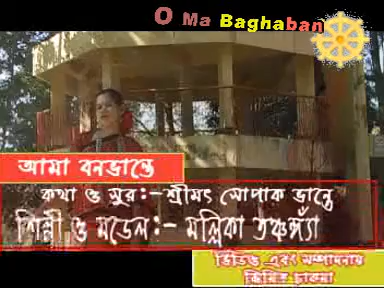 O Ma Baghaban
আমা বনভান্তে
কথা ও সুর:-শ্রীমৎ সোপাক ভান্তে
শিল্পী ও মডেল:- মল্লিকা তঞ্চঙ্গ্যাঁ
ভিডিও এবং সম্পাদনায়
চাকমা